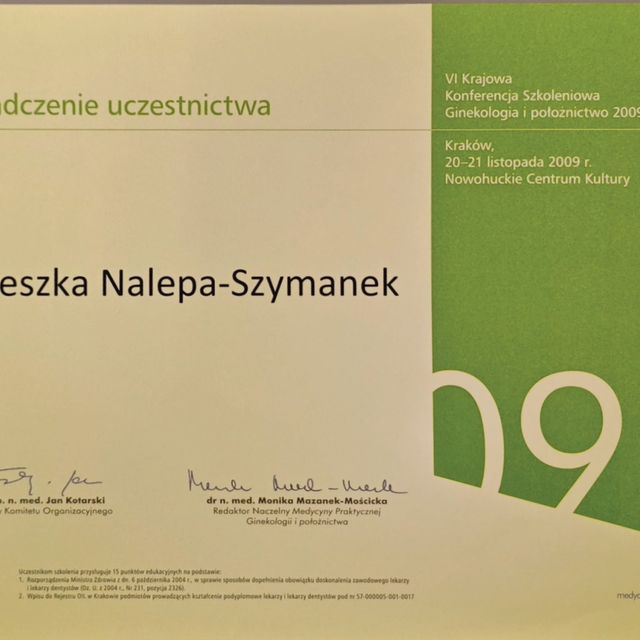 adczenie uczestnictwa
VI Krajowa
Konferencja Szkoleniowa
Ginekologia i położnictwo 2009
Kraków,
20–21 listopada 2009 r.
Nowohuckie Centrum Kultury
eszka Nalepa-Szymanek
09
n. med. Jan Kotarski
y Komitetu Organizacyjnego
dr n. med. Monika Mazanek-Mościcka
Redaktor Naczelny Medycyny Praktycznej
Ginekologii i położnictwa
Uczestnikom szkolenia przysługuje 15 punktów edukacyjnych na podstawie:
1. Rozporządzenia Ministra Zdrowia z dn. 6 października 2004 r., w sprawie sposobów dopełnienia obowiązku doskonalenia zawodowego lekarzy
i lekarzy dentystów (Dz. U. z 2004 r., Nr 231, pozycja 2326).
2. Wpisu do Rejestru OIL w Krakowie podmiotów prowadzących kształcenie podyplomowe lekarzy i lekarzy dentystów pod nr 57-000005-001-0017
medyc